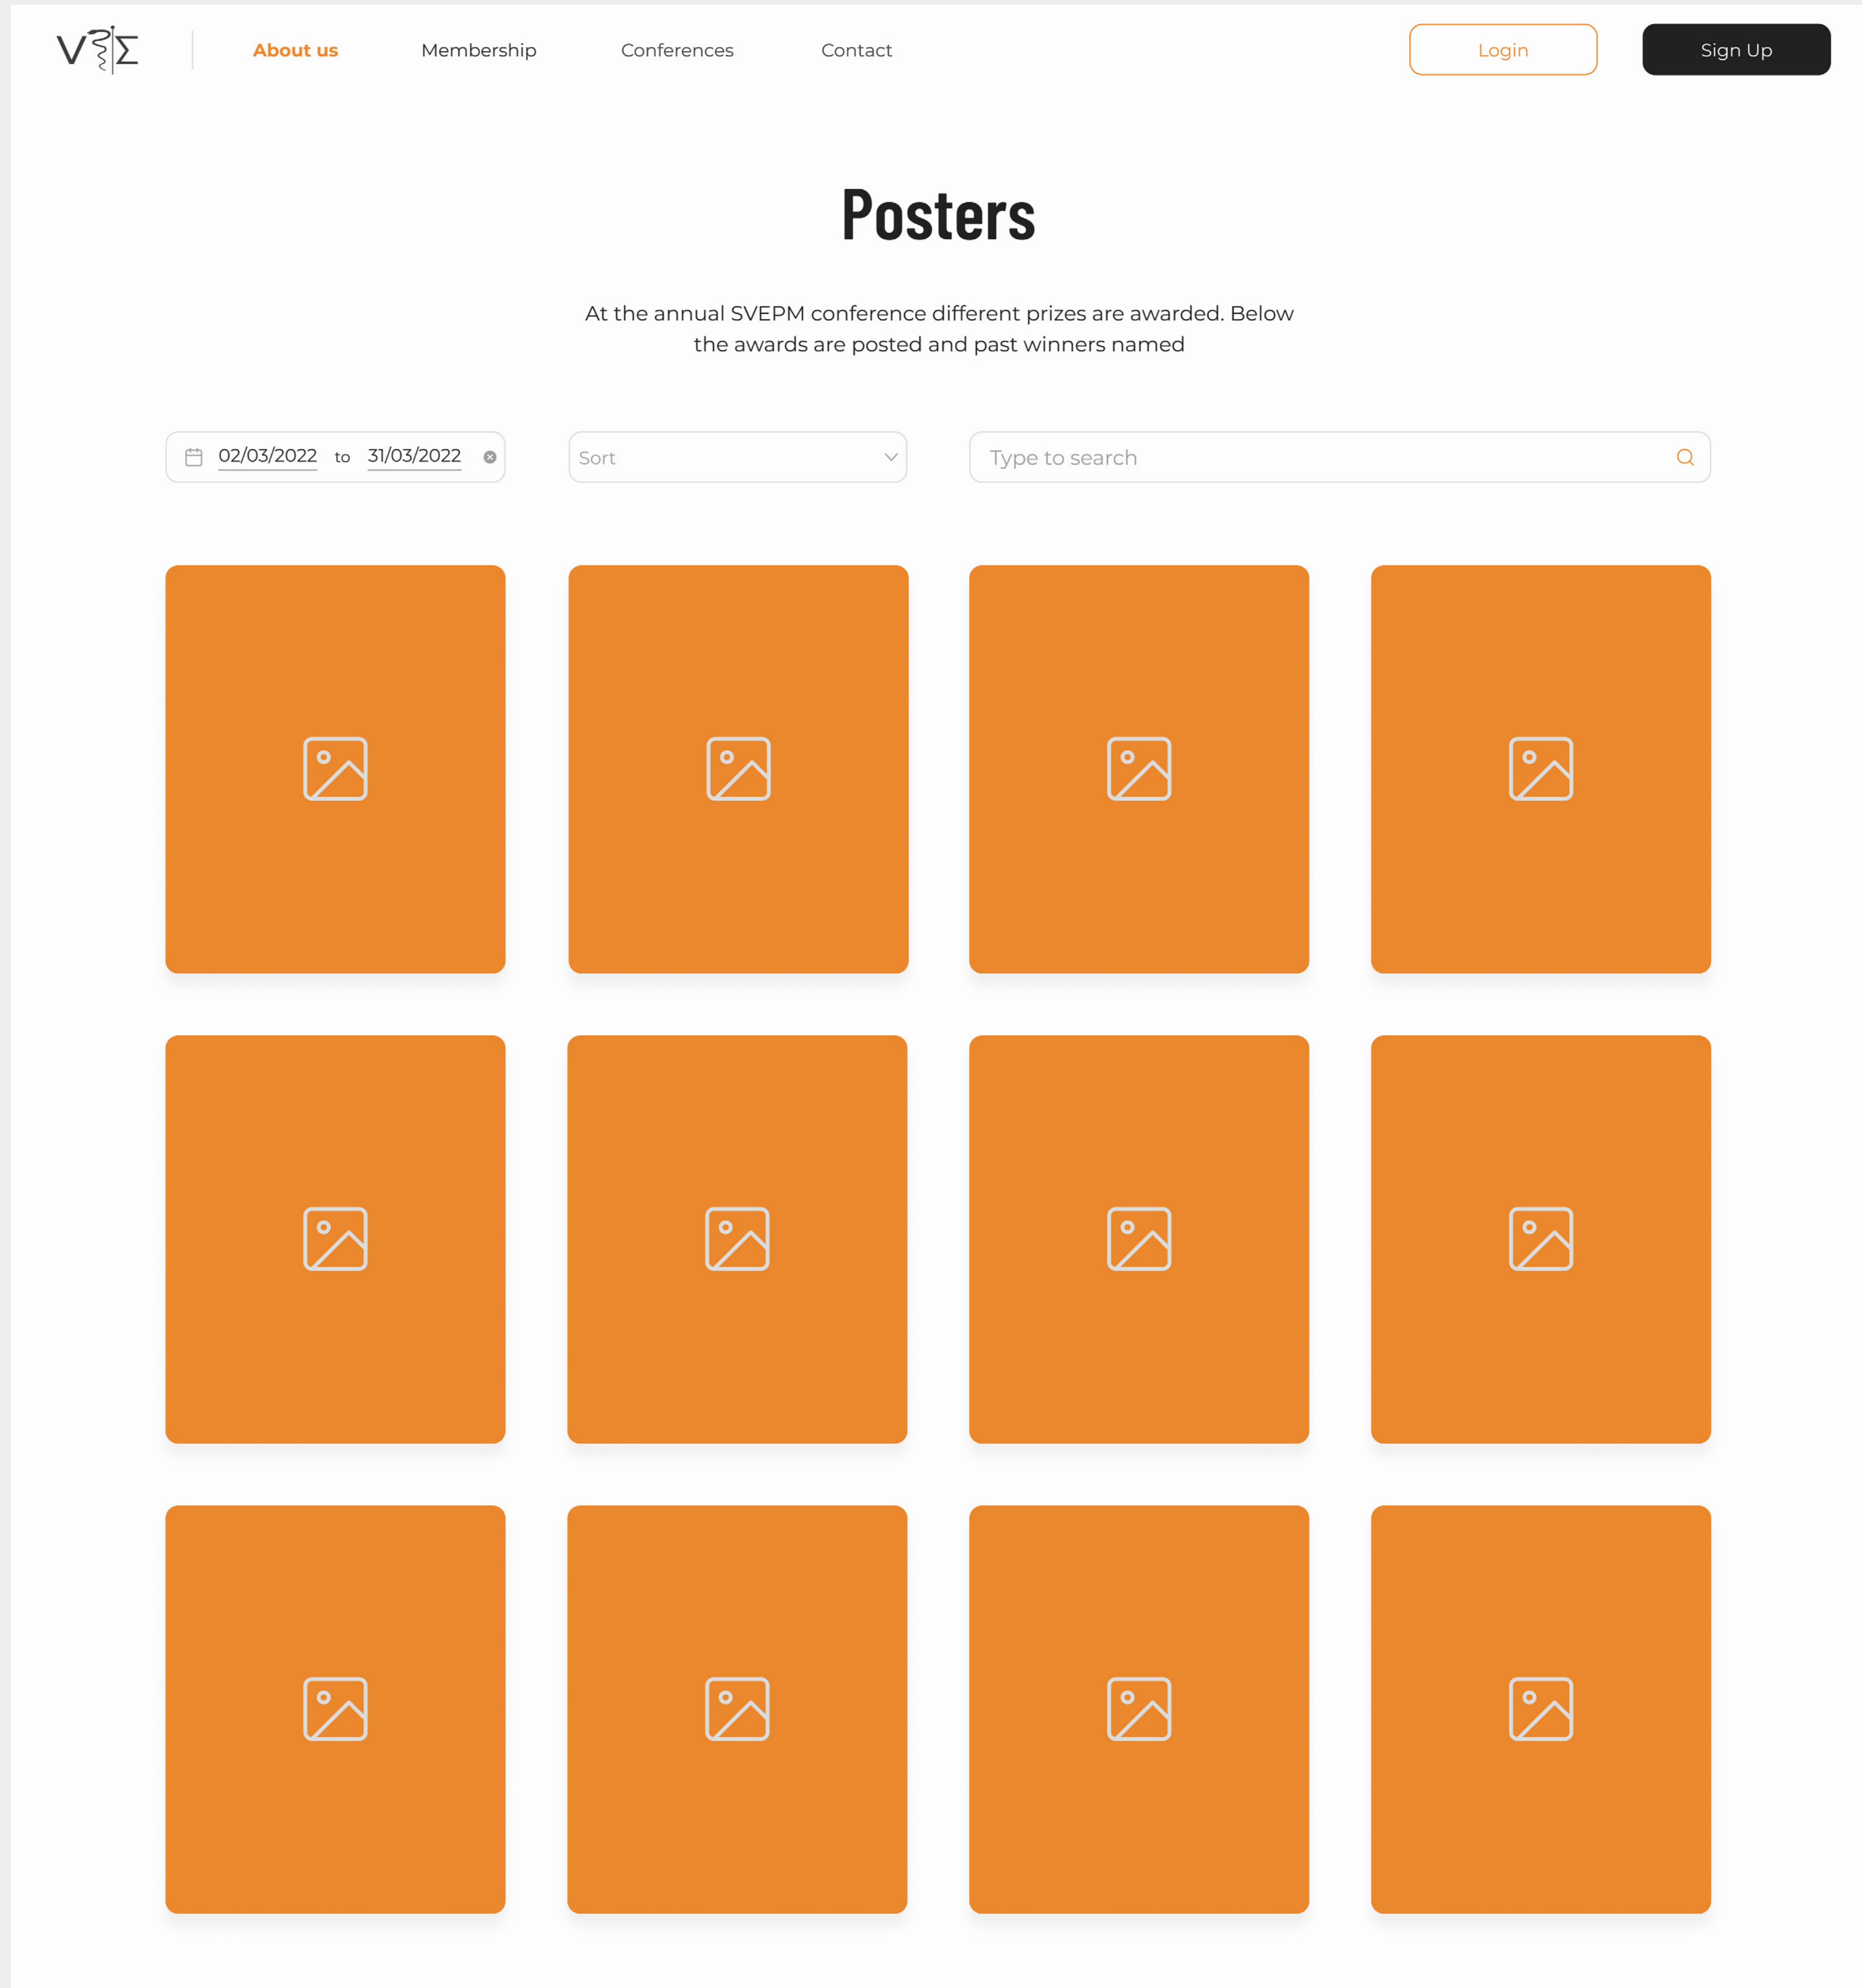 VΣ
About us
Membership
Conferences
Contact
Login
Sign Up
Posters
At the annual SVEPM conference different prizes are awarded. Below
the awards are posted and past winners named
02/03/2022 to 31/03/2022
Sort
Type to search